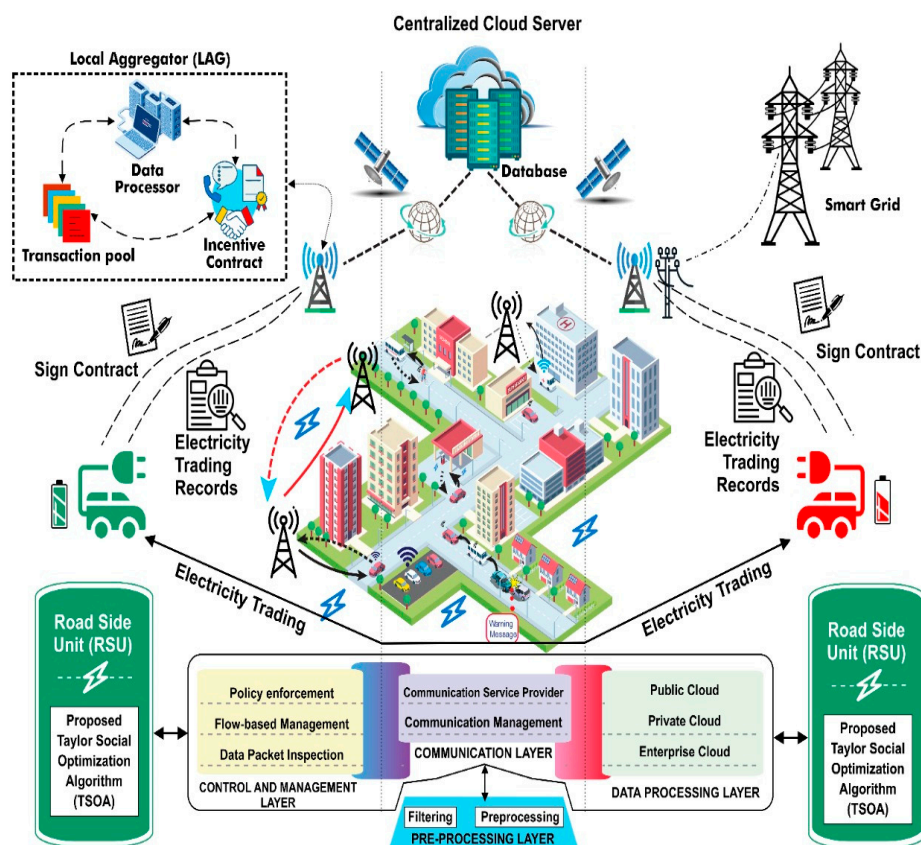 Centralized Cloud Server
Local Aggregator (LAG)
Data
Processor
Transaction pool
Incentive
Contract
Database
Smart Grid
Sign Contract
Electricity
Trading
Records
Sign Contract
Electricity
Trading
Records
H
Warning
Message
Electricity Trading
Electricity Trading
Road Side
Unit (RSU)
Proposed
Taylor Social
Optimization
Algorithm
(TSOA)
Policy enforcement
Flow-based Management
Data Packet Inspection
CONTROL AND MANAGEMENT
LAYER
Communication Service Provider
Communication Management
COMMUNICATION LAYER
Public Cloud
Private Cloud
Enterprise Cloud
DATA PROCESSING LAYER
Filtering
Preprocessing
PRE-PROCESSING LAYER
Road Side
Unit (RSU)
Proposed
Taylor Social
Optimization
Algorithm
(TSOA)